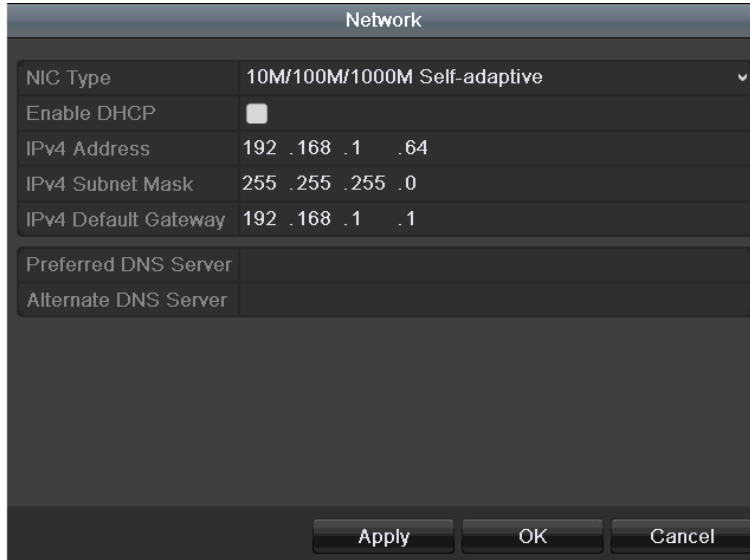 Network
NIC Type 10M/100M/1000M Self-adaptive
Enable DHCP
IPv4 Address 192 .168 .1 .64
IPv4 Subnet Mask 255 .255 .255 .0
IPv4 Default Gateway 192 .168 .1 .1
Preferred DNS Server
Alternate DNS Server
Apply OK Cancel